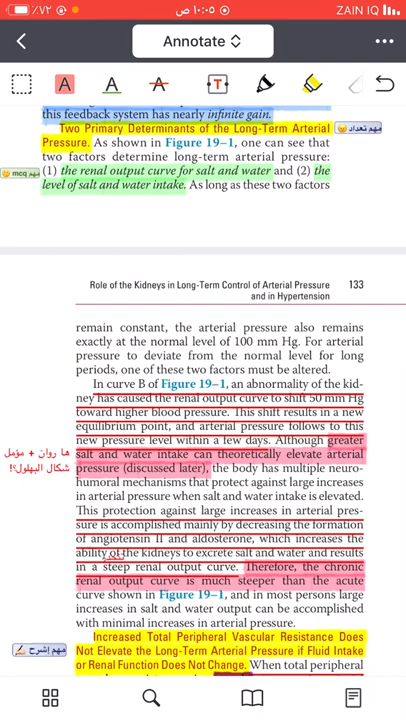 ٪٧٢ ١٠:٠٥ ص ZAIN IQ
Annotate
this feedback system has nearly infinite gain.
Two Primary Determinants of the Long-Term Arterial
Pressure. As shown in Figure 19–1, one can see that
two factors determine long-term arterial pressure:
(1) the renal output curve for salt and water and (2) the
level of salt and water intake. As long as these two factors
مهم تعداد
مهم mcq
Role of the Kidneys in Long-Term Control of Arterial Pressure 133
and in Hypertension
remain constant, the arterial pressure also remains
exactly at the normal level of 100 mm Hg. For arterial
pressure to deviate from the normal level for long
periods, one of these two factors must be altered.
In curve B of Figure 19–1, an abnormality of the kid-
ney has caused the renal output curve to shift 50 mm Hg
toward higher blood pressure. This shift results in a new
equilibrium point, and arterial pressure follows to this
new pressure level within a few days. Although greater
salt and water intake can theoretically elevate arterial
pressure (discussed later), the body has multiple neuro-
humoral mechanisms that protect against large increases
in arterial pressure when salt and water intake is elevated.
This protection against large increases in arterial pres-
sure is accomplished mainly by decreasing the formation
of angiotensin II and aldosterone, which increases the
ability of the kidneys to excrete salt and water and results
in a steep renal output curve. Therefore, the chronic
renal output curve is much steeper than the acute
curve shown in Figure 19–1, and in most persons large
increases in salt and water output can be accomplished
with minimal increases in arterial pressure.
ها روان + مؤمل
شكال البهلول؟!
Increased Total Peripheral Vascular Resistance Does
Not Elevate the Long-Term Arterial Pressure if Fluid Intake
or Renal Function Does Not Change. When total peripheral
مهم إشرح